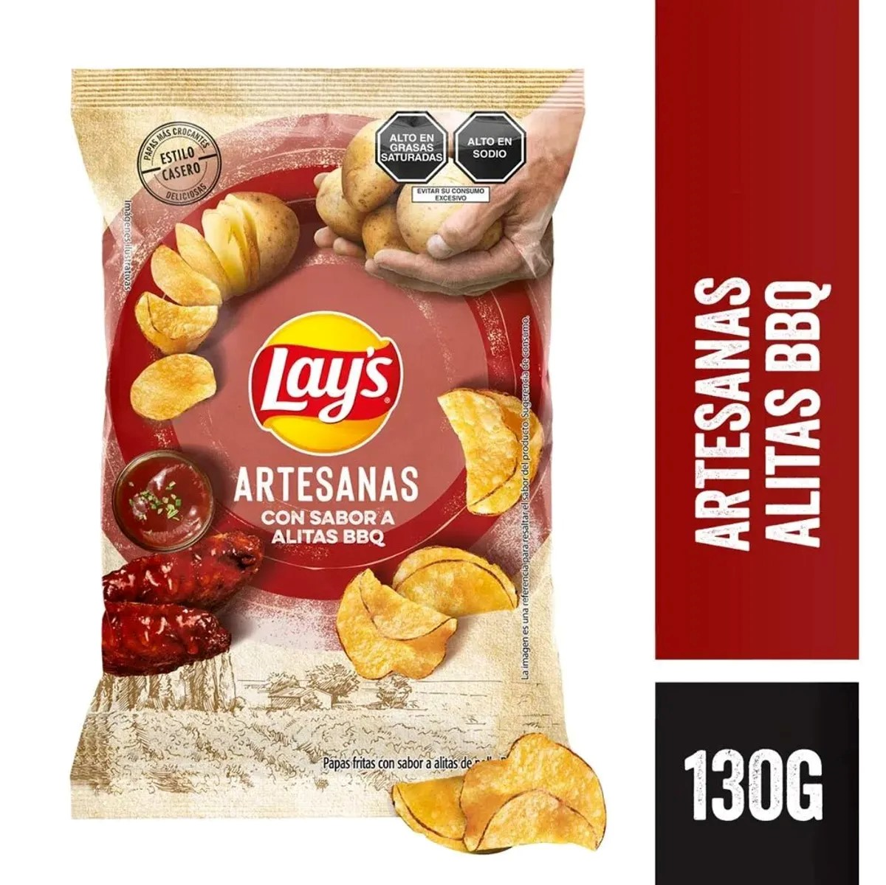 PAPAS MÁS CROCANTES
ESTILO
CASERO
DELICIOSAS
ALTO EN
GRASAS
SATURADAS
ALTO EN
SODIO
EVITAR SU CONSUMO
EXCESIVO
Imágenes ilustrativas
Lay's
ARTESANAS
CON SABOR A
ALITAS BBQ
La imagen es una referencia para resaltar el sabor del producto. Sugerencia de consumo.
Papas fritas con sabor a alitas de
ARTESANAS
ALITAS BBQ
130G